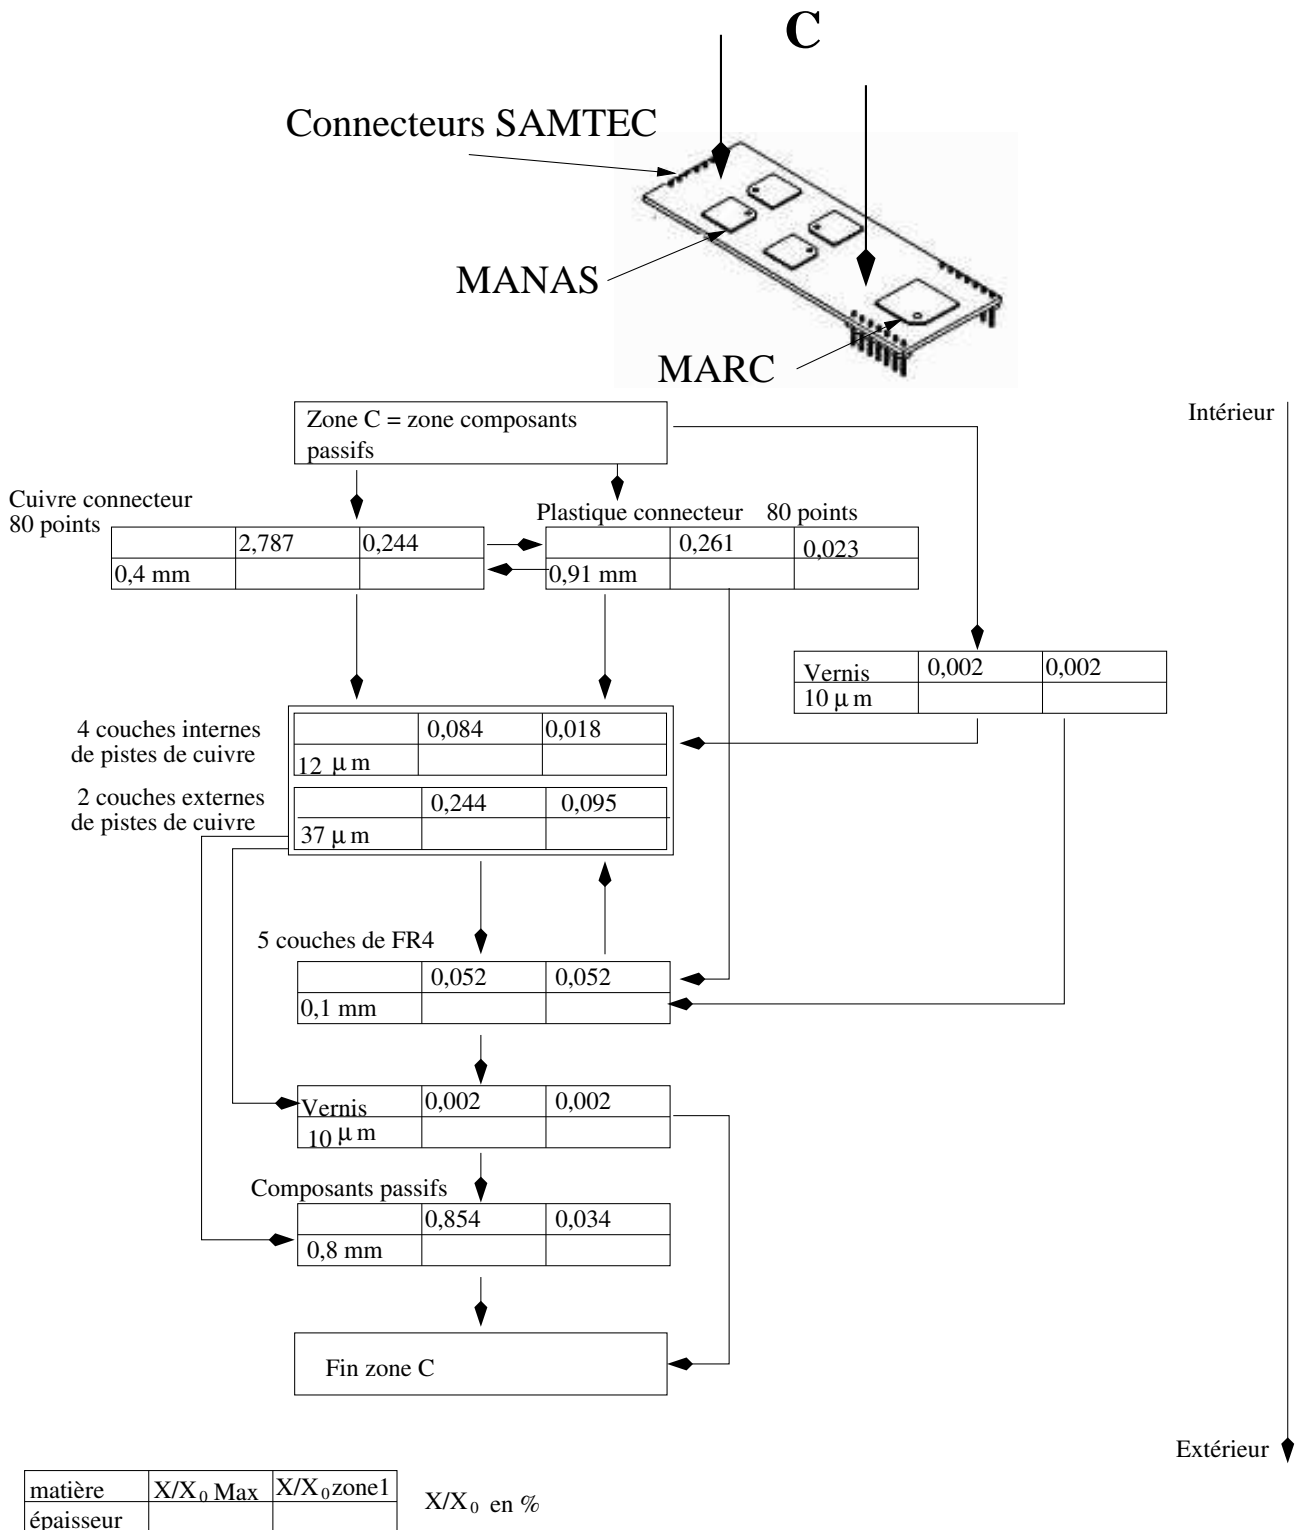 C
Connecteurs SAMTEC
MANAS
MARC
Intérieur
Zone C = zone composants
passifs
Cuivre connecteur
80 points
2,787 0,244
0,4 mm
Plastique connecteur 80 points
0,261 0,023
0,91 mm
Vernis 0,002 0,002
10 µ m
4 couches internes
de pistes de cuivre
0,084 0,018
12 µ m
2 couches externes
de pistes de cuivre
0,244 0,095
37 µ m
5 couches de FR4
0,052 0,052
0,1 mm
Vernis 0,002 0,002
10 µ m
Composants passifs
0,854 0,034
0,8 mm
Fin zone C
Extérieur
matière X/X₀ Max X/X₀ zone1
épaisseur
X/X₀ en %